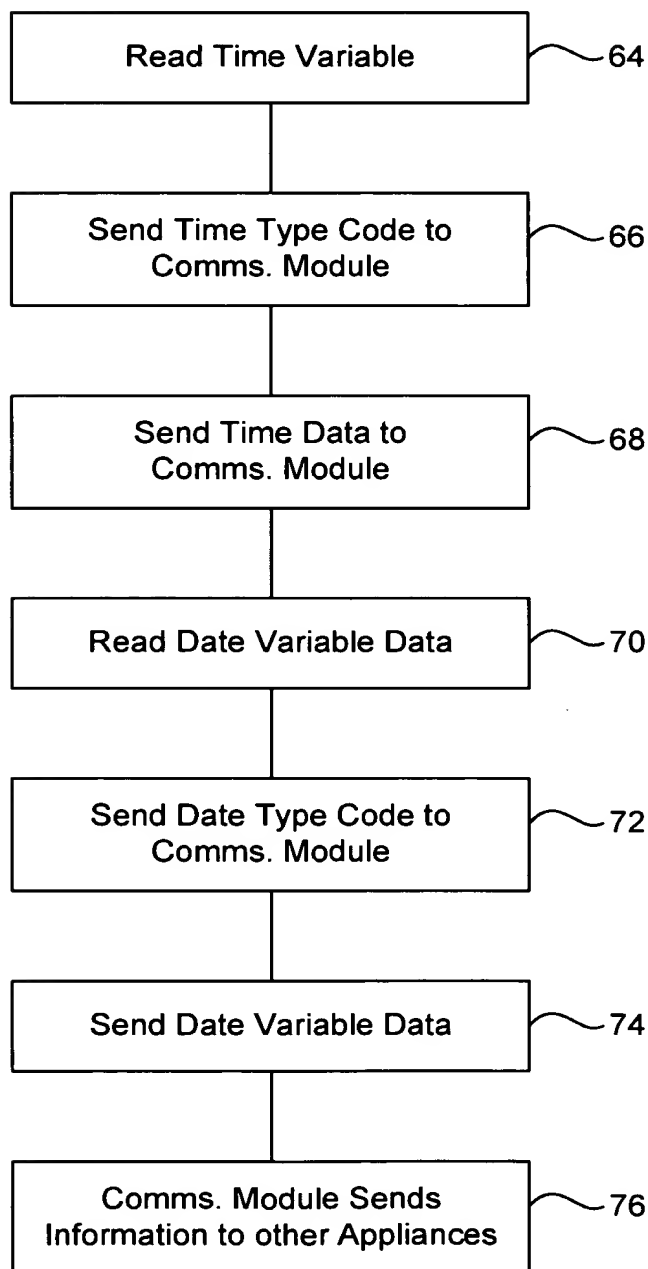 Read Time Variable
64
Send Time Type Code to
Comms. Module
66
Send Time Data to
Comms. Module
68
Read Date Variable Data
70
Send Date Type Code to
Comms. Module
72
Send Date Variable Data
74
Comms. Module Sends
Information to other Appliances
76